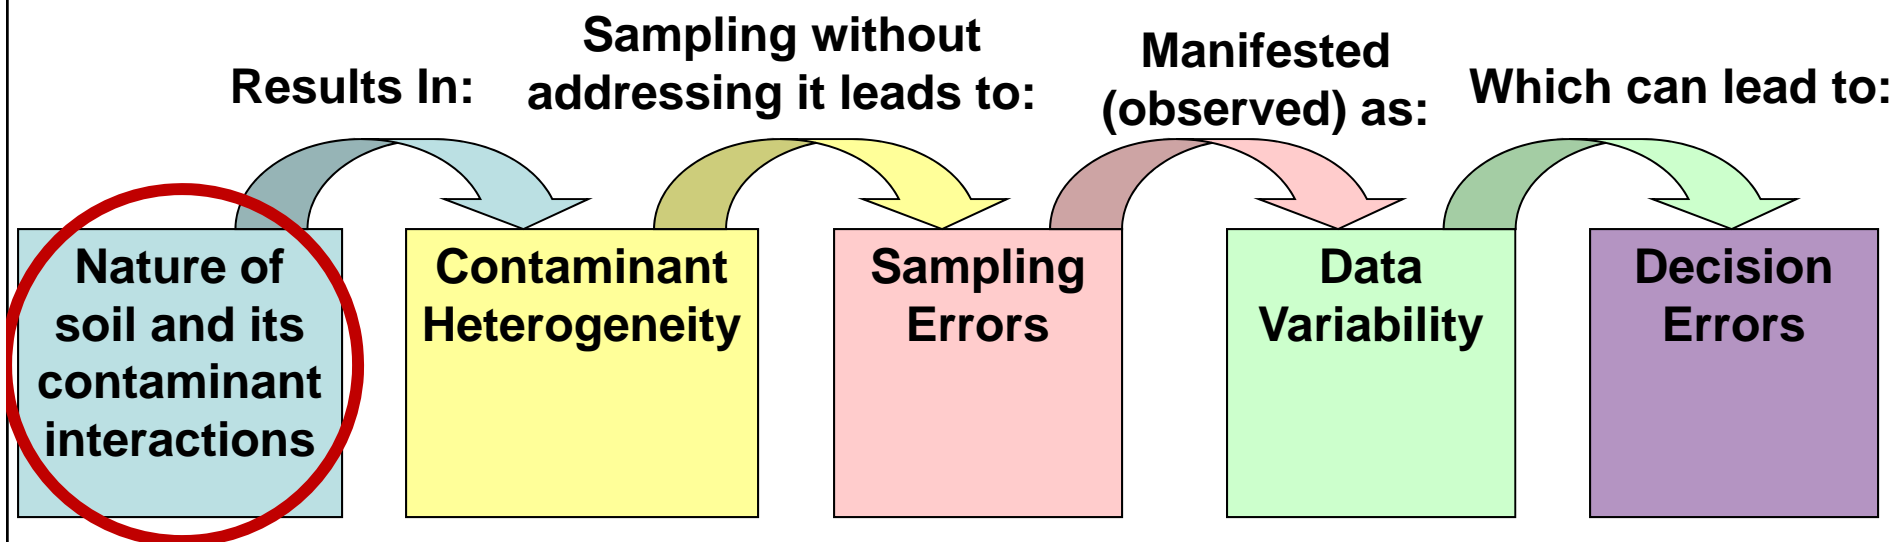 Results In:
Sampling without
addressing it leads to:
Manifested
(observed) as:
Which can lead to:
Nature of
soil and its
contaminant
interactions
Contaminant
Heterogeneity
Sampling
Errors
Data
Variability
Decision
Errors